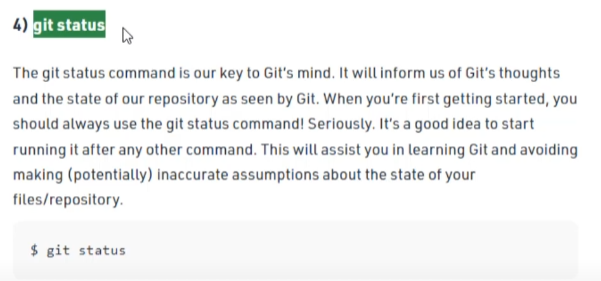 4) git status
The git status command is our key to Git's mind. It will inform us of Git's thoughts
and the state of our repository as seen by Git. When you're first getting started, you
should always use the git status command! Seriously. It's a good idea to start
running it after any other command. This will assist you in learning Git and avoiding
making (potentially) inaccurate assumptions about the state of your
files/repository.
$ git status